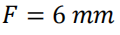 F = 6 mm